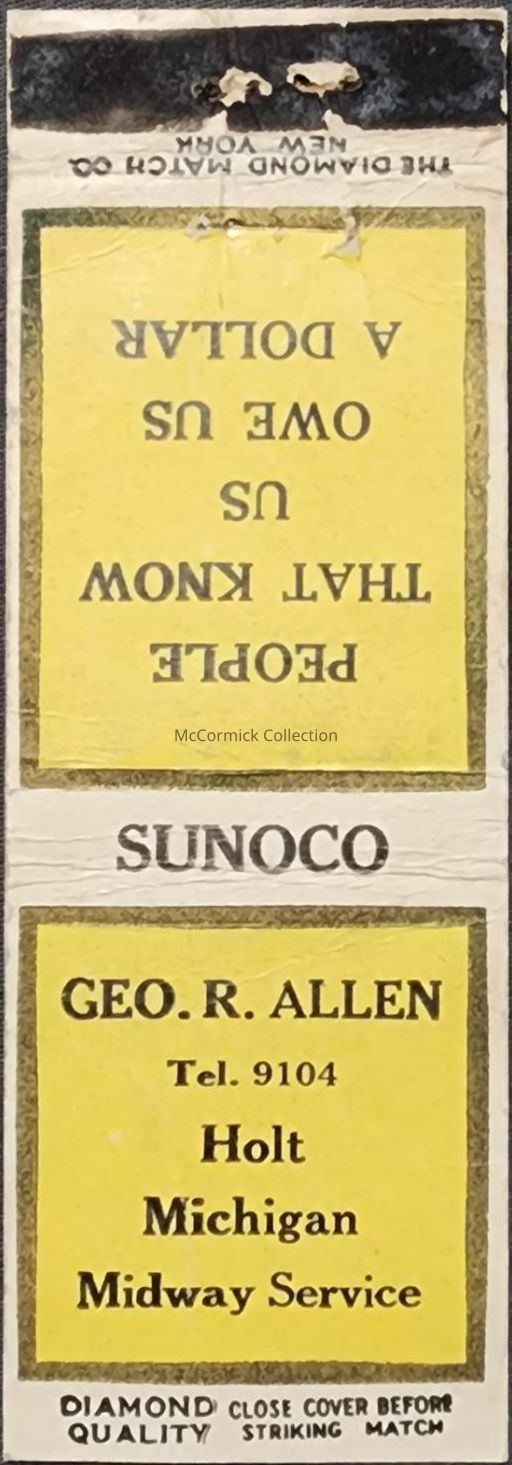 THE DIAMOND MATCH CO.
NEW YORK
PEOPLE
THAT KNOW
US
OWE US
A DOLLAR
McCormick Collection
SUNOCO
GEO. R. ALLEN
Tel. 9104
Holt
Michigan
Midway Service
DIAMOND QUALITY
CLOSE COVER BEFORE
STRIKING MATCH